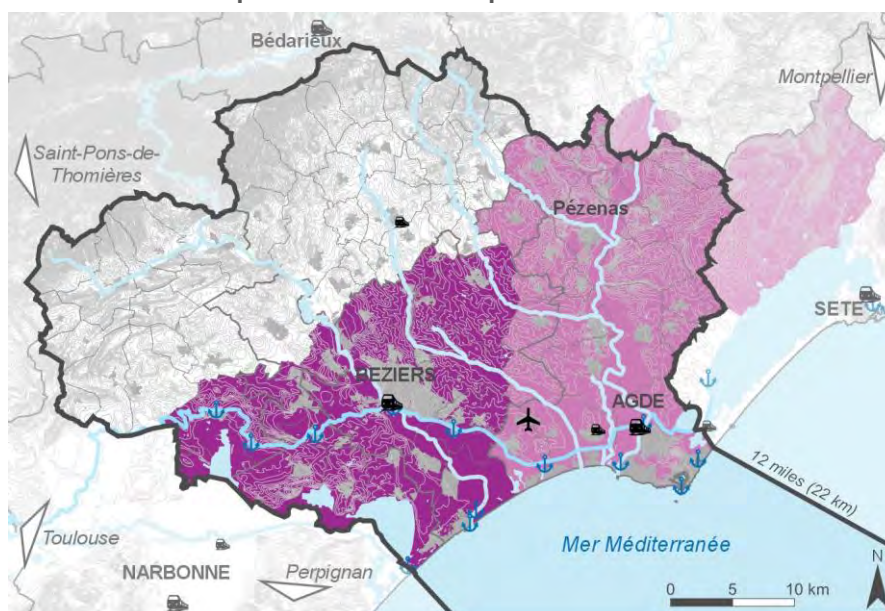 Bédarieux
Montpellier
Saint-Pons-de-
Thomières
Pézenas
SETE
BEZIERS
AGDE
12 miles (22 km)
Toulouse
Mer Méditerranée
NARBONNE
Perpignan
N
0 5 10 km